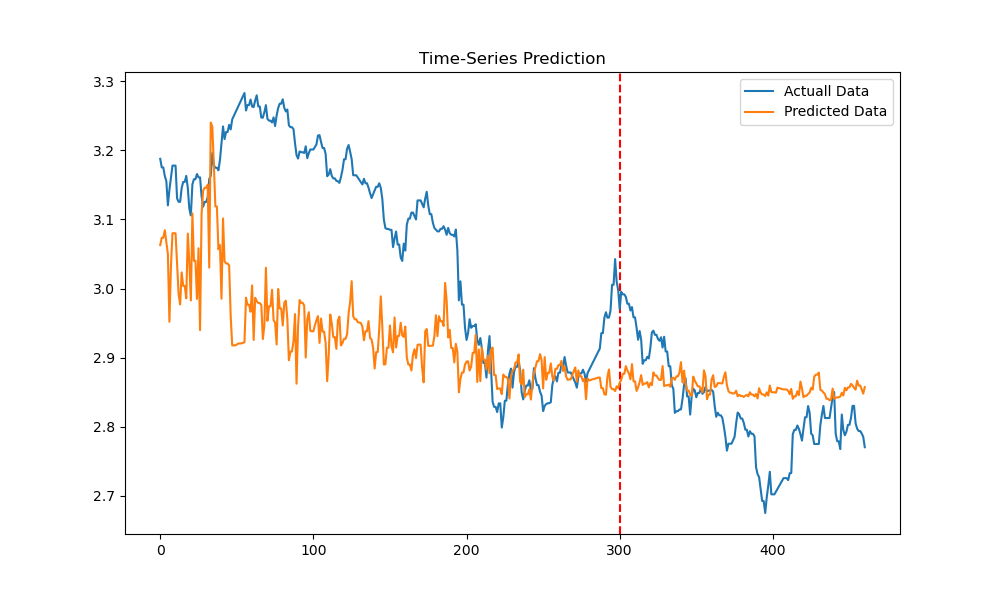 Time-Series Prediction
Actuall Data
Predicted Data
3.3
3.2
3.1
3.0
2.9
2.8
2.7
0 100 200 300 400